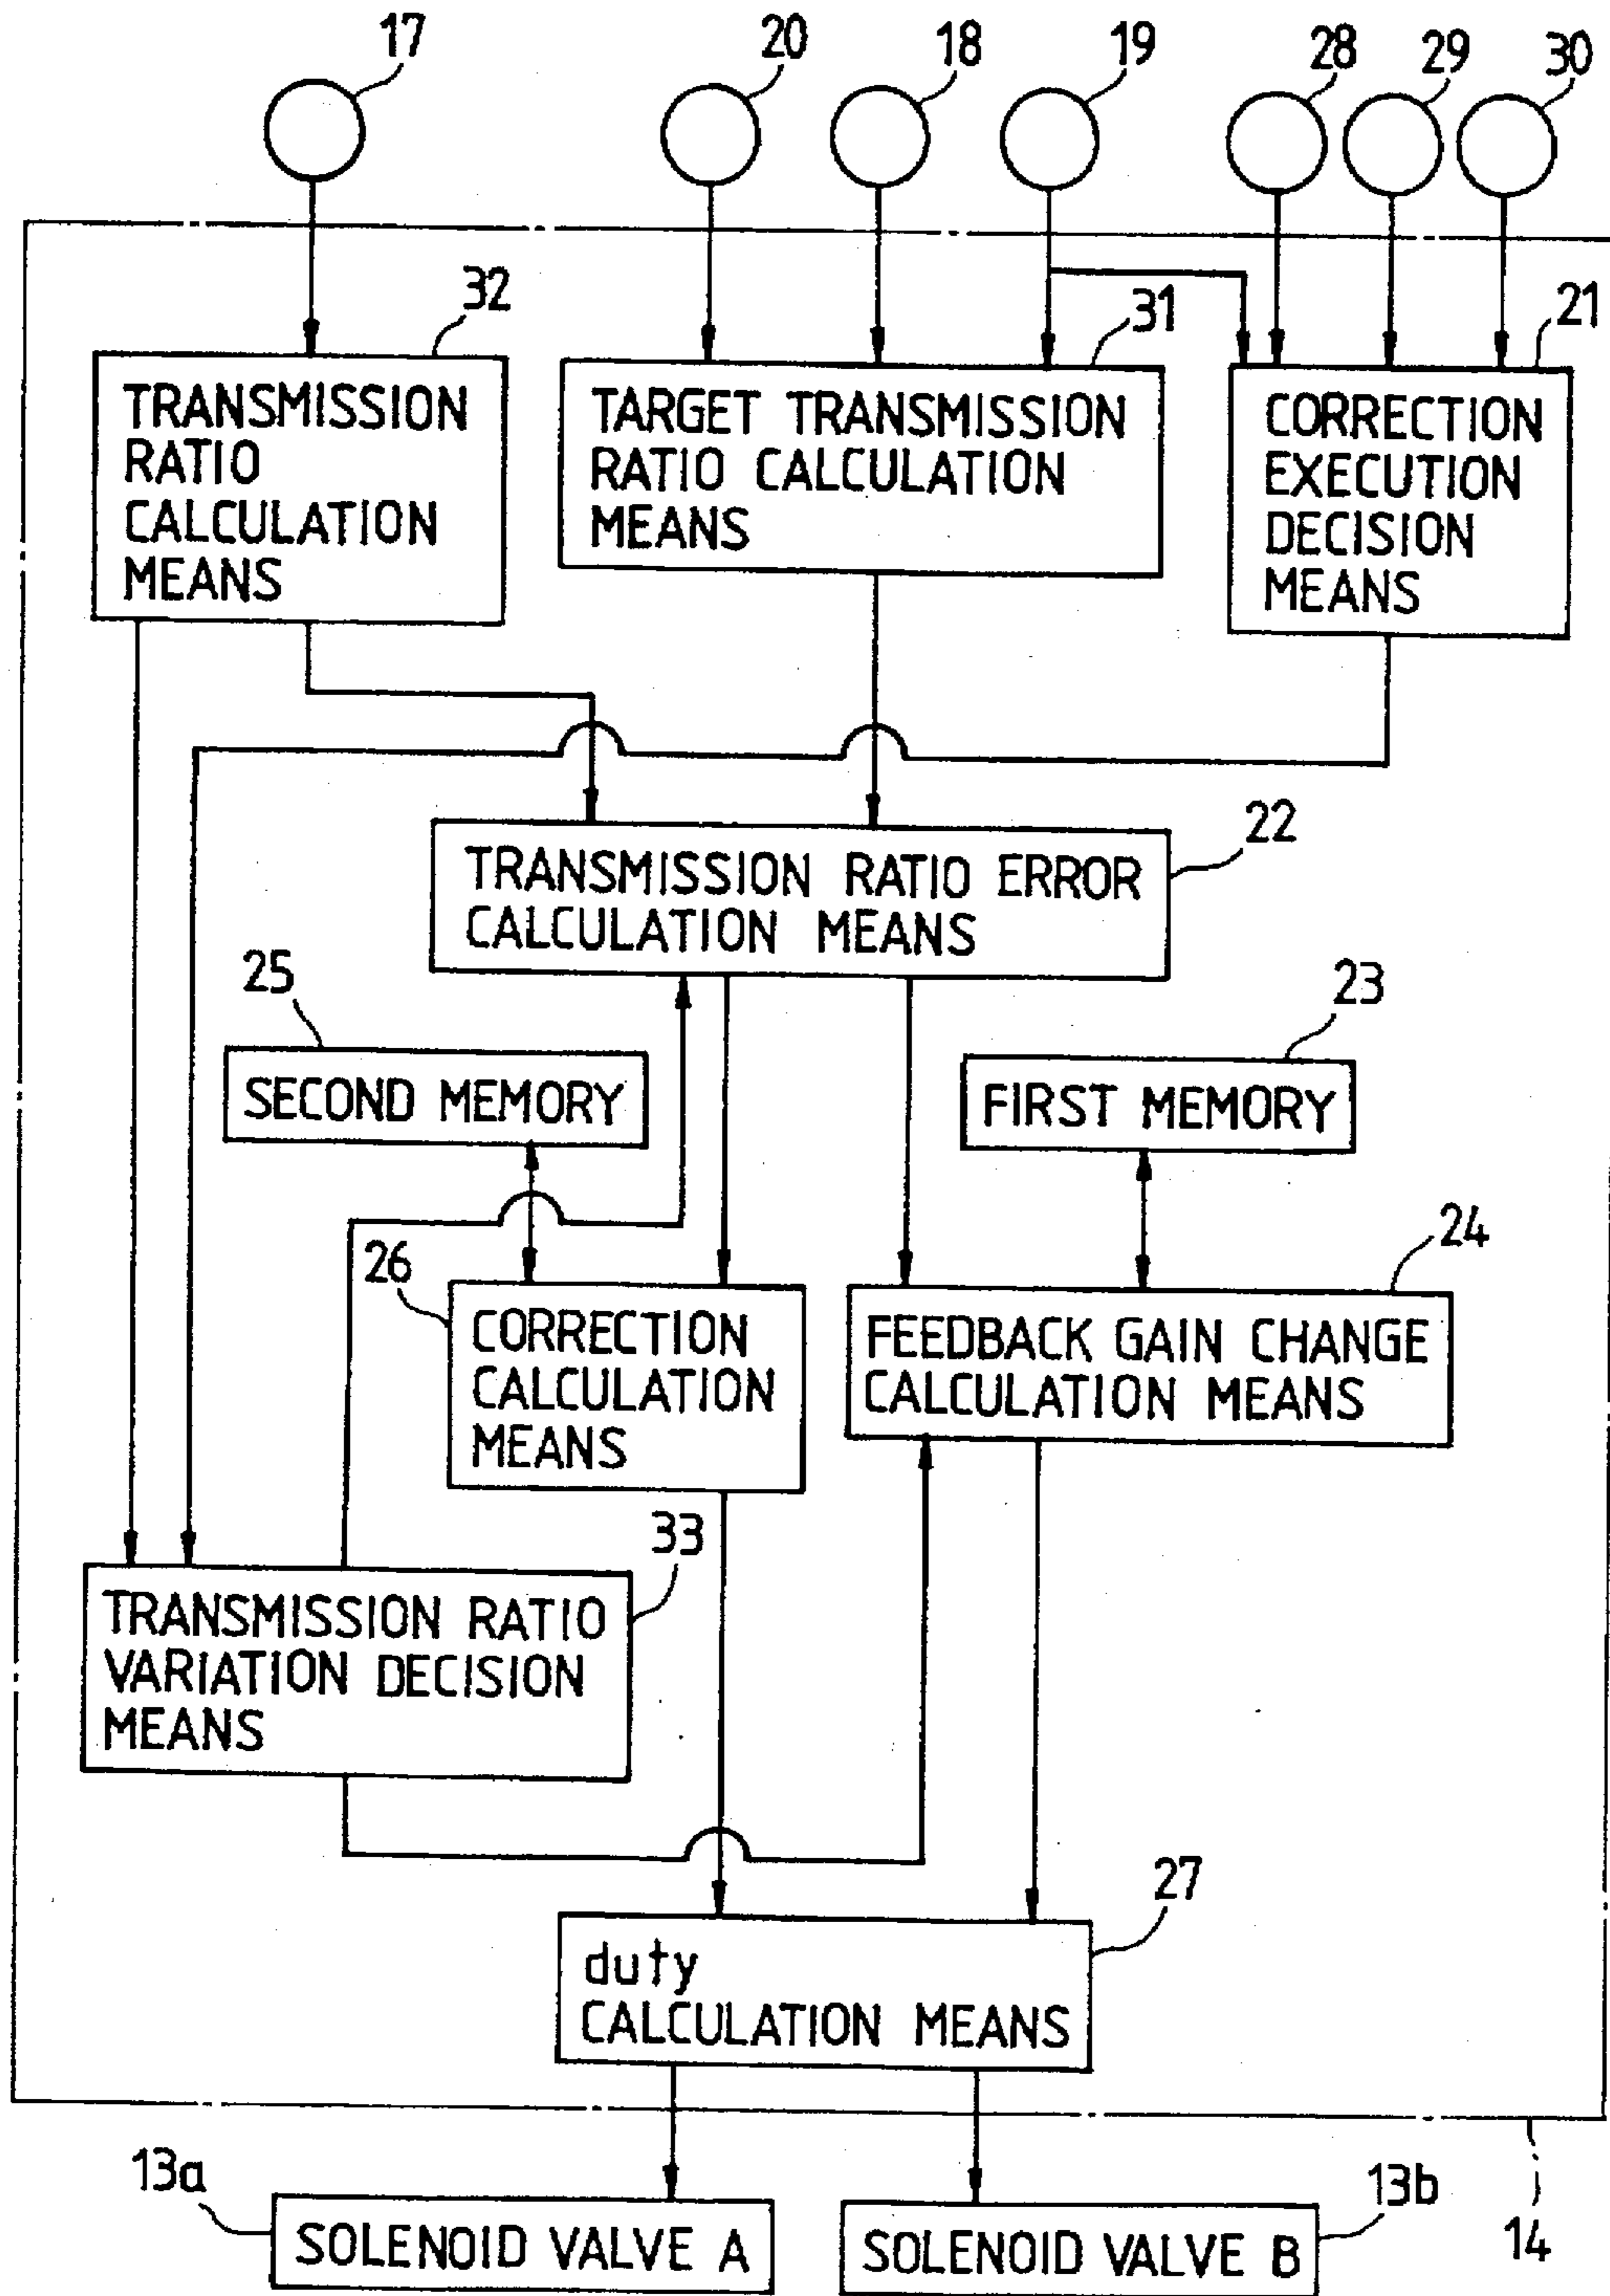 17
20
18
19
28
29
30
32
31
21
TRANSMISSION
RATIO
CALCULATION
MEANS
TARGET TRANSMISSION
RATIO CALCULATION
MEANS
CORRECTION
EXECUTION
DECISION
MEANS
22
TRANSMISSION RATIO ERROR
CALCULATION MEANS
25
23
SECOND MEMORY
FIRST MEMORY
26
24
CORRECTION
CALCULATION
MEANS
FEEDBACK GAIN CHANGE
CALCULATION MEANS
33
TRANSMISSION RATIO
VARIATION DECISION
MEANS
27
duty
CALCULATION MEANS
13a
13b
14
SOLENOID VALVE A
SOLENOID VALVE B